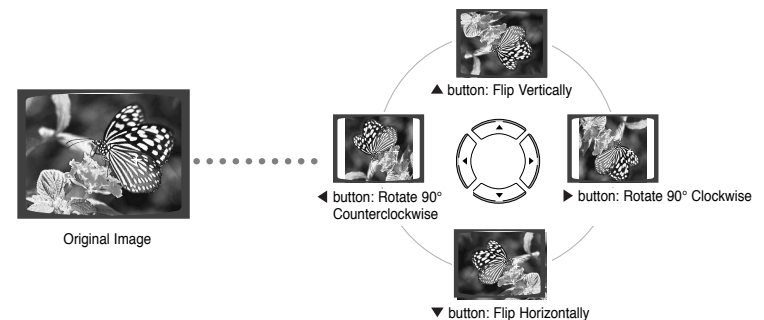 ▲ button: Flip Vertically
◀ button: Rotate 90°
Counterclockwise
▶ button: Rotate 90° Clockwise
Original Image
▼ button: Flip Horizontally